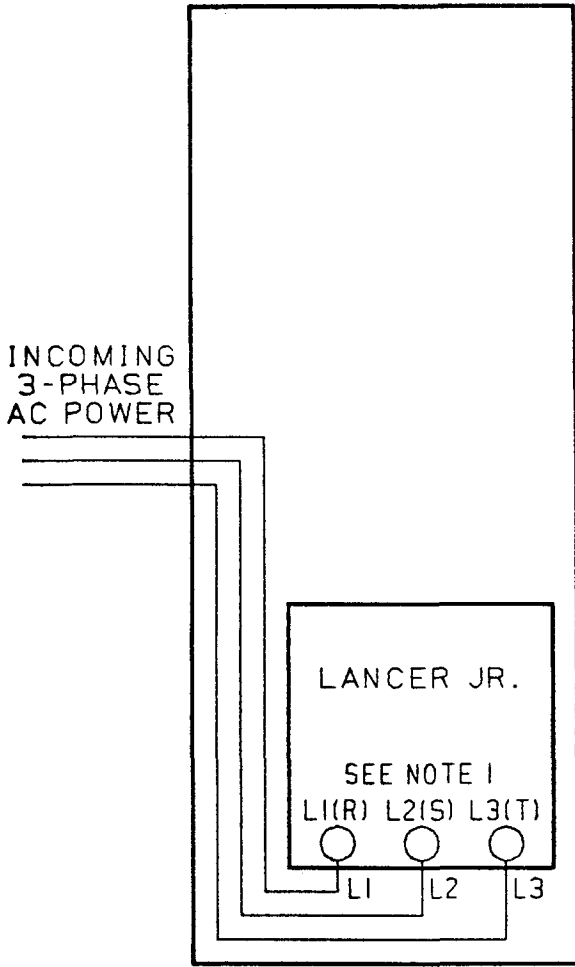 INCOMING
3-PHASE
AC POWER
LANCER JR.
SEE NOTE 1
L1(R) L2(S) L3(T)
L1 L2 L3